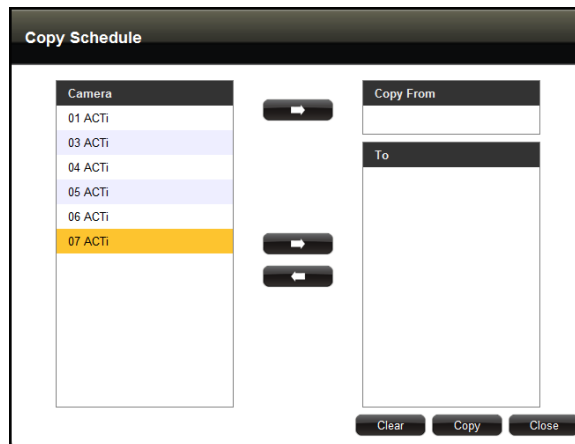 Copy Schedule
Camera
01 ACTi
03 ACTi
04 ACTi
05 ACTi
06 ACTi
07 ACTi
Copy From
To
Clear
Copy
Close